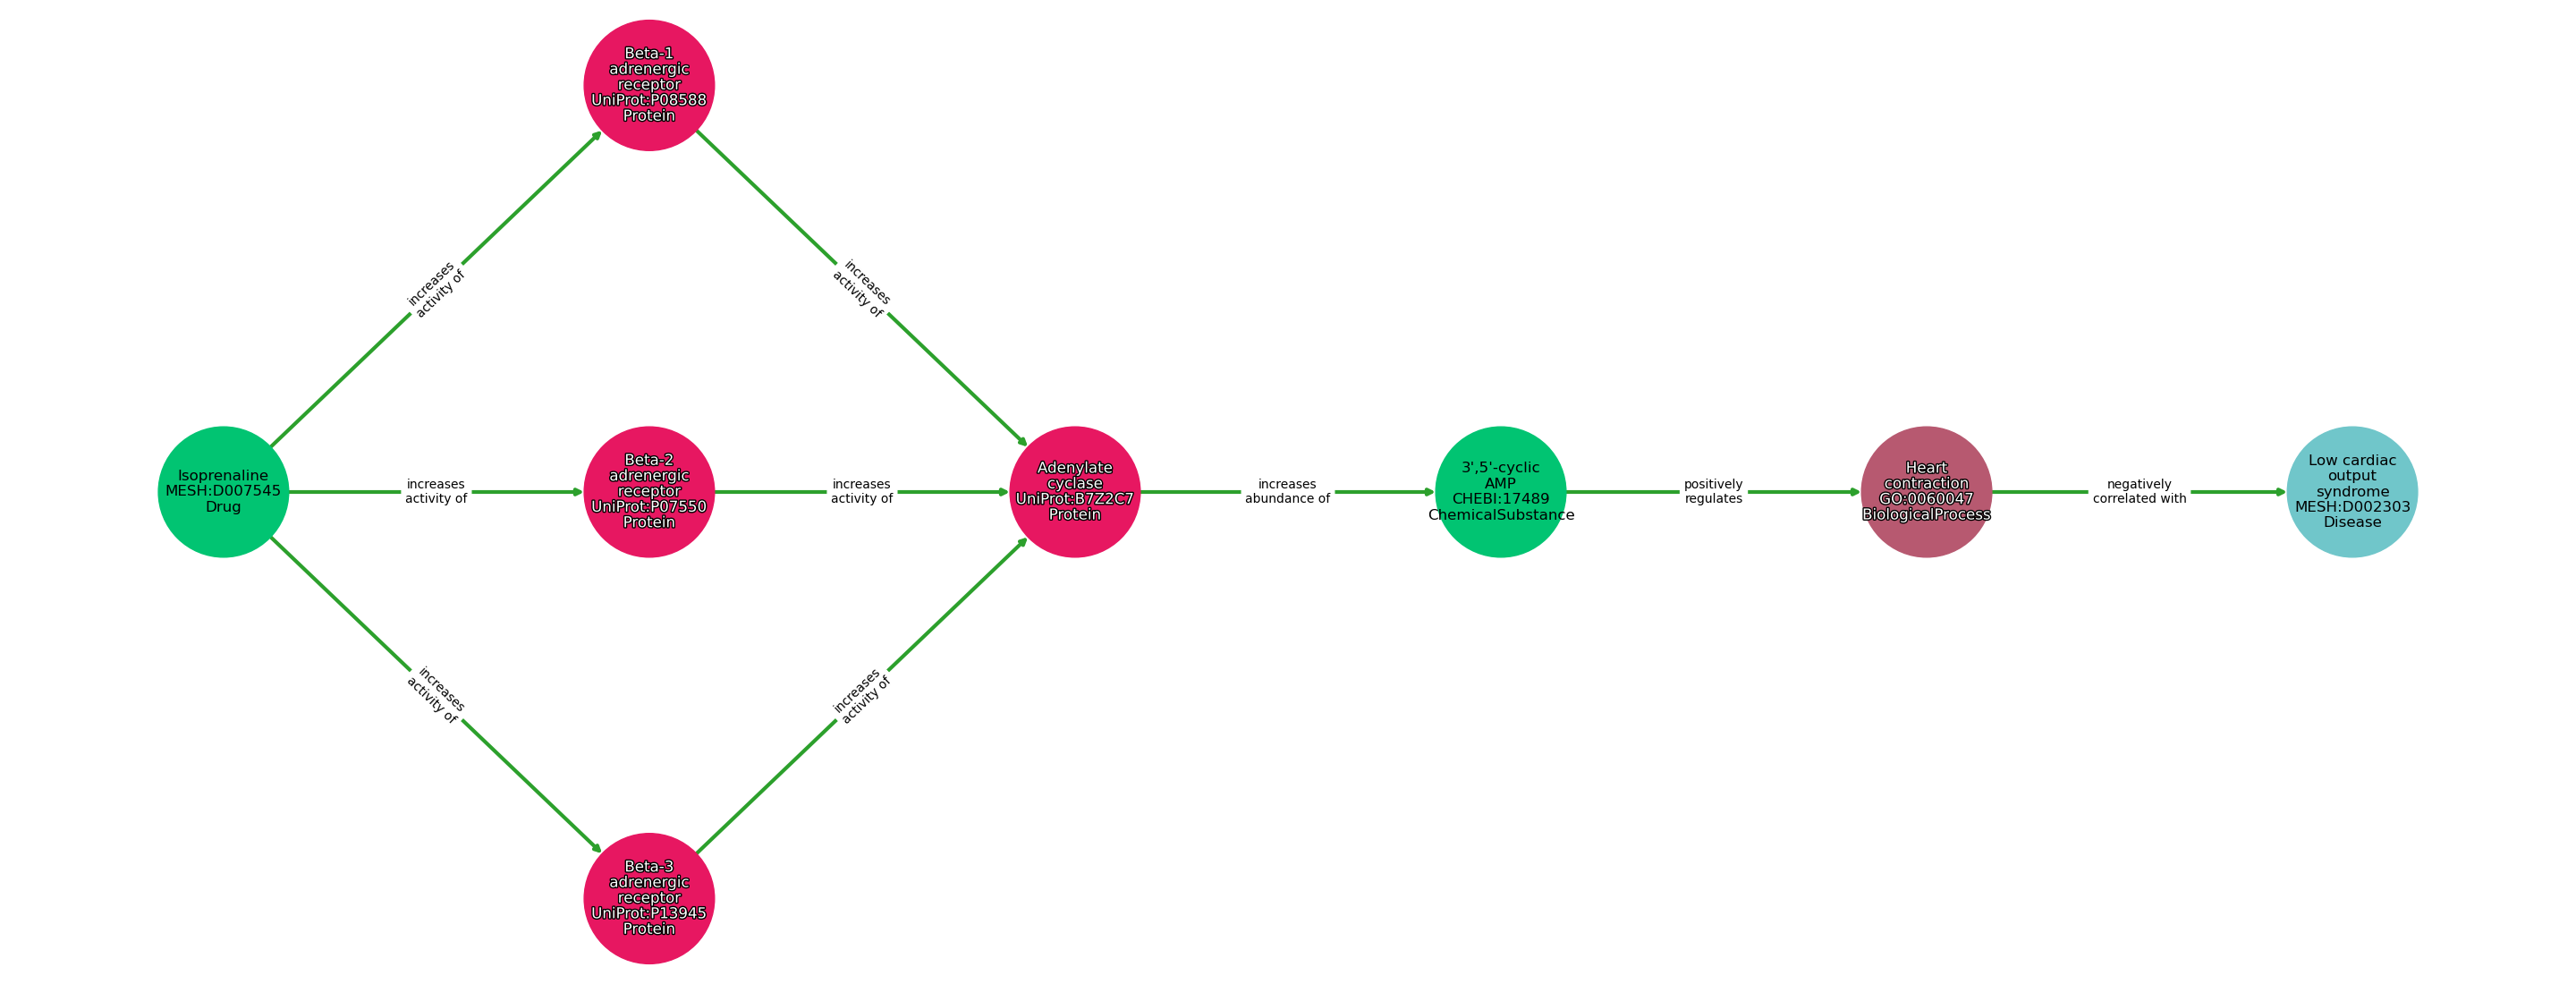 Beta-1
adrenergic
receptor
UniProt:P08588
Protein
increases
activity of
increases
activity of
Isoprenaline
MESH:D007545
Drug
increases
activity of
Beta-2
adrenergic
receptor
UniProt:P07550
Protein
increases
activity of
Adenylate
cyclase
UniProt:B7Z2C7
Protein
increases
abundance of
3',5'-cyclic
AMP
CHEBI:17489
ChemicalSubstance
positively
regulates
Heart
contraction
GO:0060047
BiologicalProcess
negatively
correlated with
Low cardiac
output
syndrome
MESH:D002303
Disease
increases
activity of
increases
activity of
Beta-3
adrenergic
receptor
UniProt:P13945
Protein